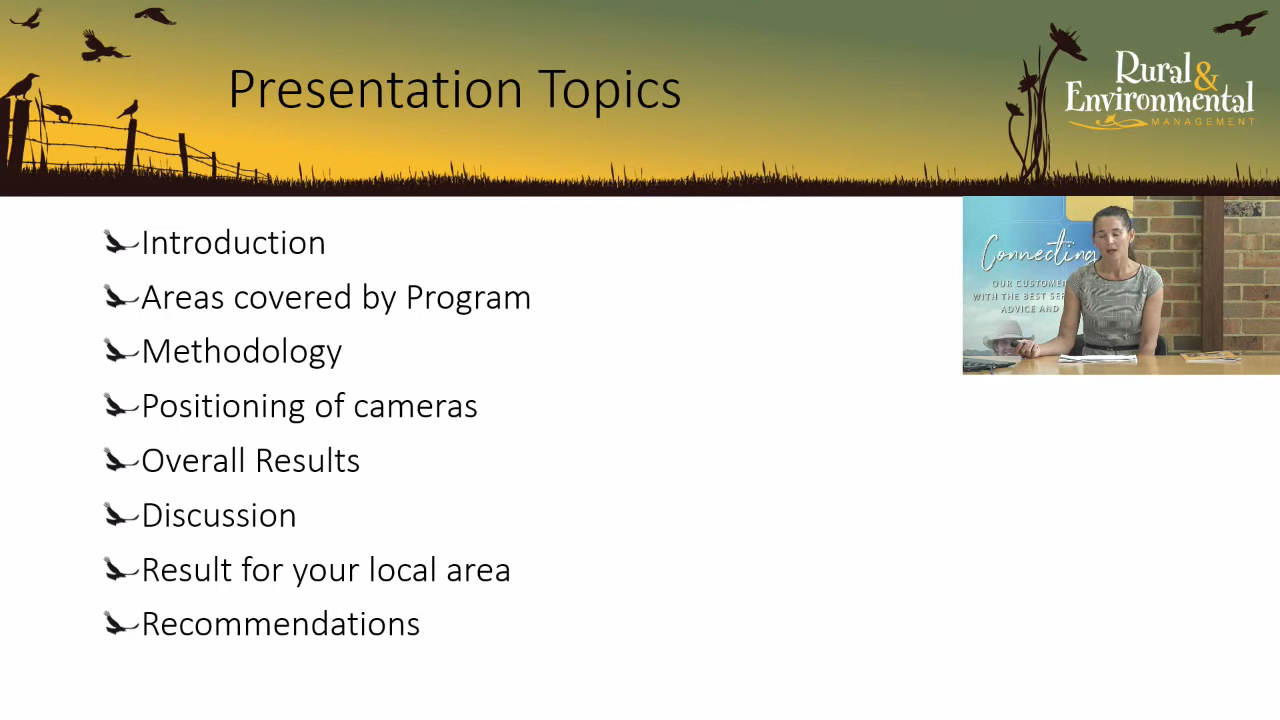 Presentation Topics
Rural &
Environmental
MANAGEMENT
Introduction
Areas covered by Program
Methodology
Positioning of cameras
Overall Results
Discussion
Result for your local area
Recommendations
Connecting
OUR CUSTOME
WITH THE BEST SER
ADVICE AND